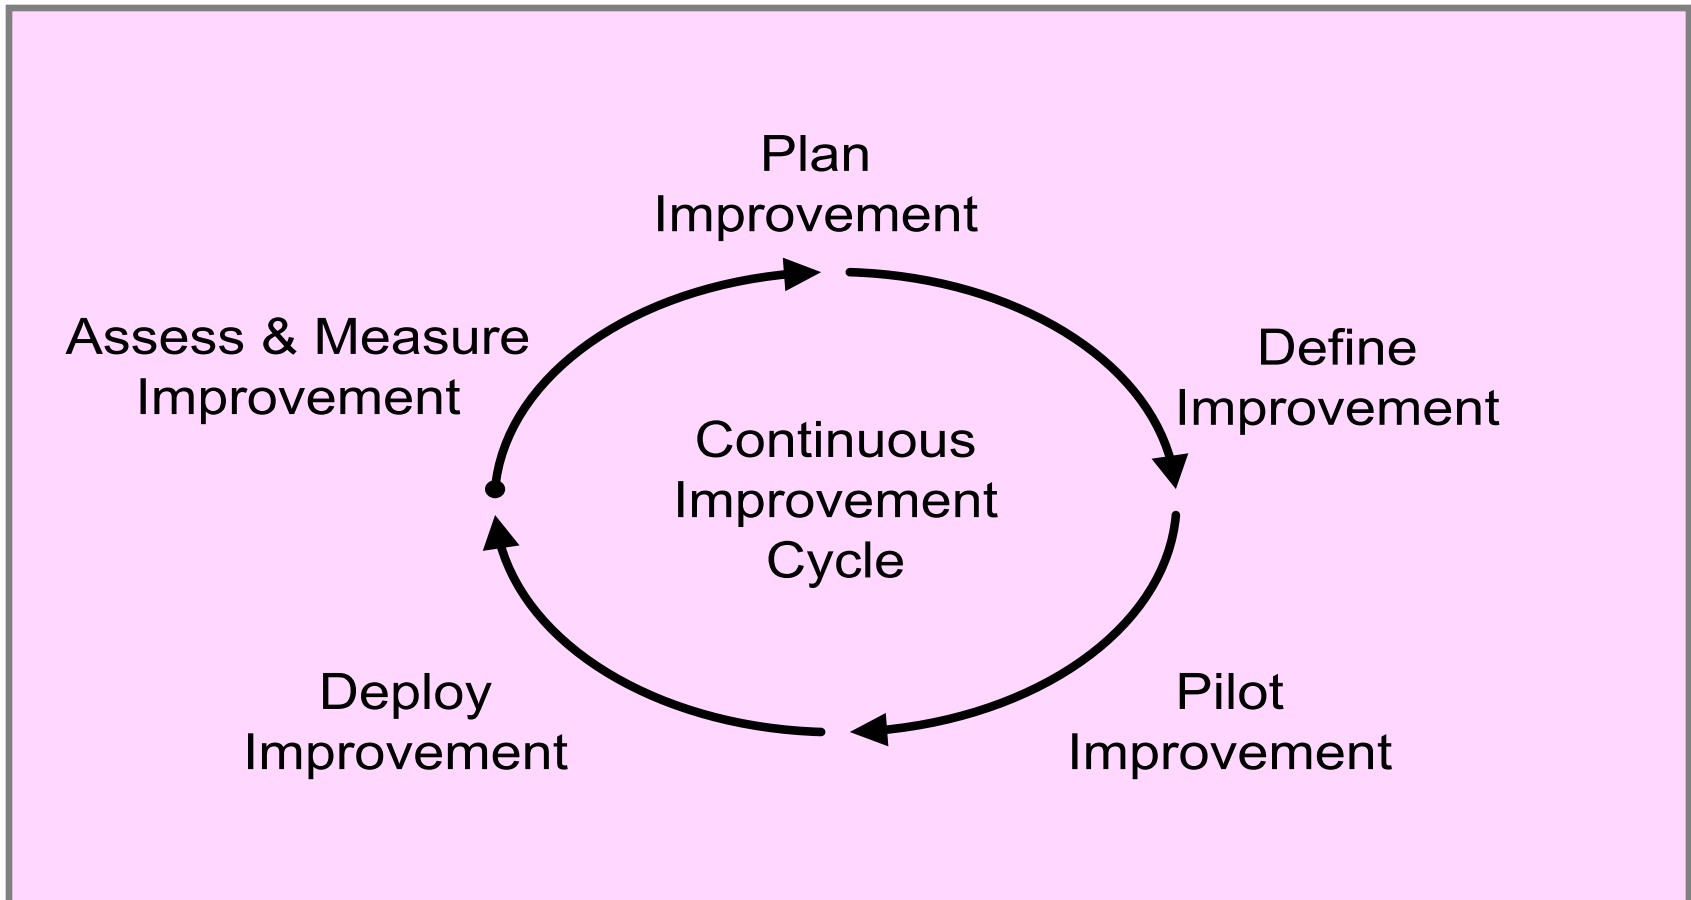 Plan
Improvement
Assess & Measure
Improvement
Define
Improvement
Continuous
Improvement
Cycle
Deploy
Improvement
Pilot
Improvement